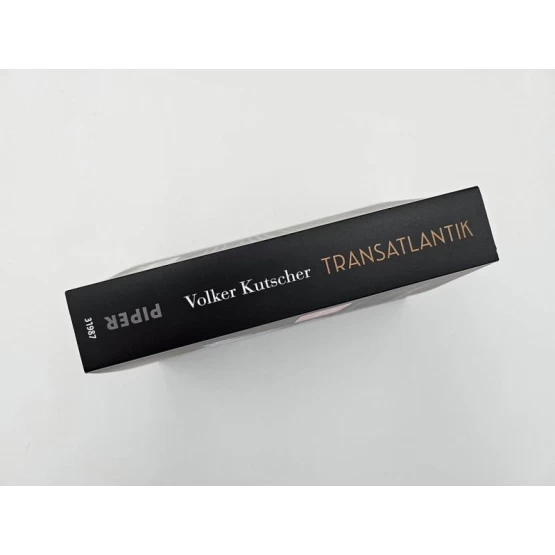 Volker Kutscher TRANSATLANTIK
PIPER
31987